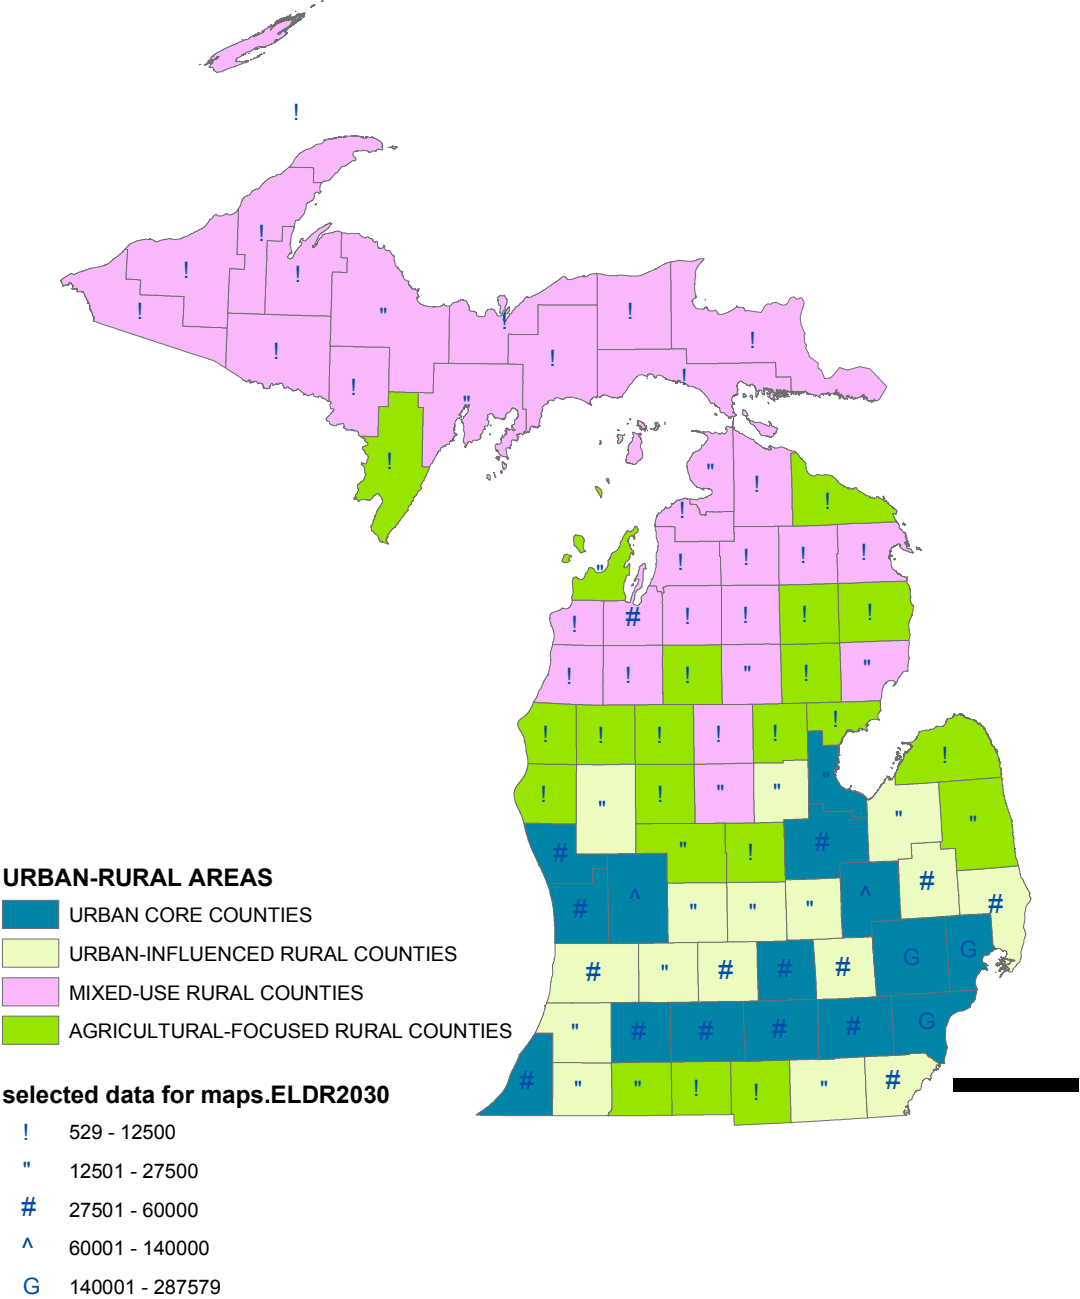 URBAN-RURAL AREAS
URBAN CORE COUNTIES
URBAN-INFLUENCED RURAL COUNTIES
MIXED-USE RURAL COUNTIES
AGRICULTURAL-FOCUSED RURAL COUNTIES
selected data for maps.ELDR2030
! 529 - 12500
" 12501 - 27500
# 27501 - 60000
^ 60001 - 140000
G 140001 - 287579